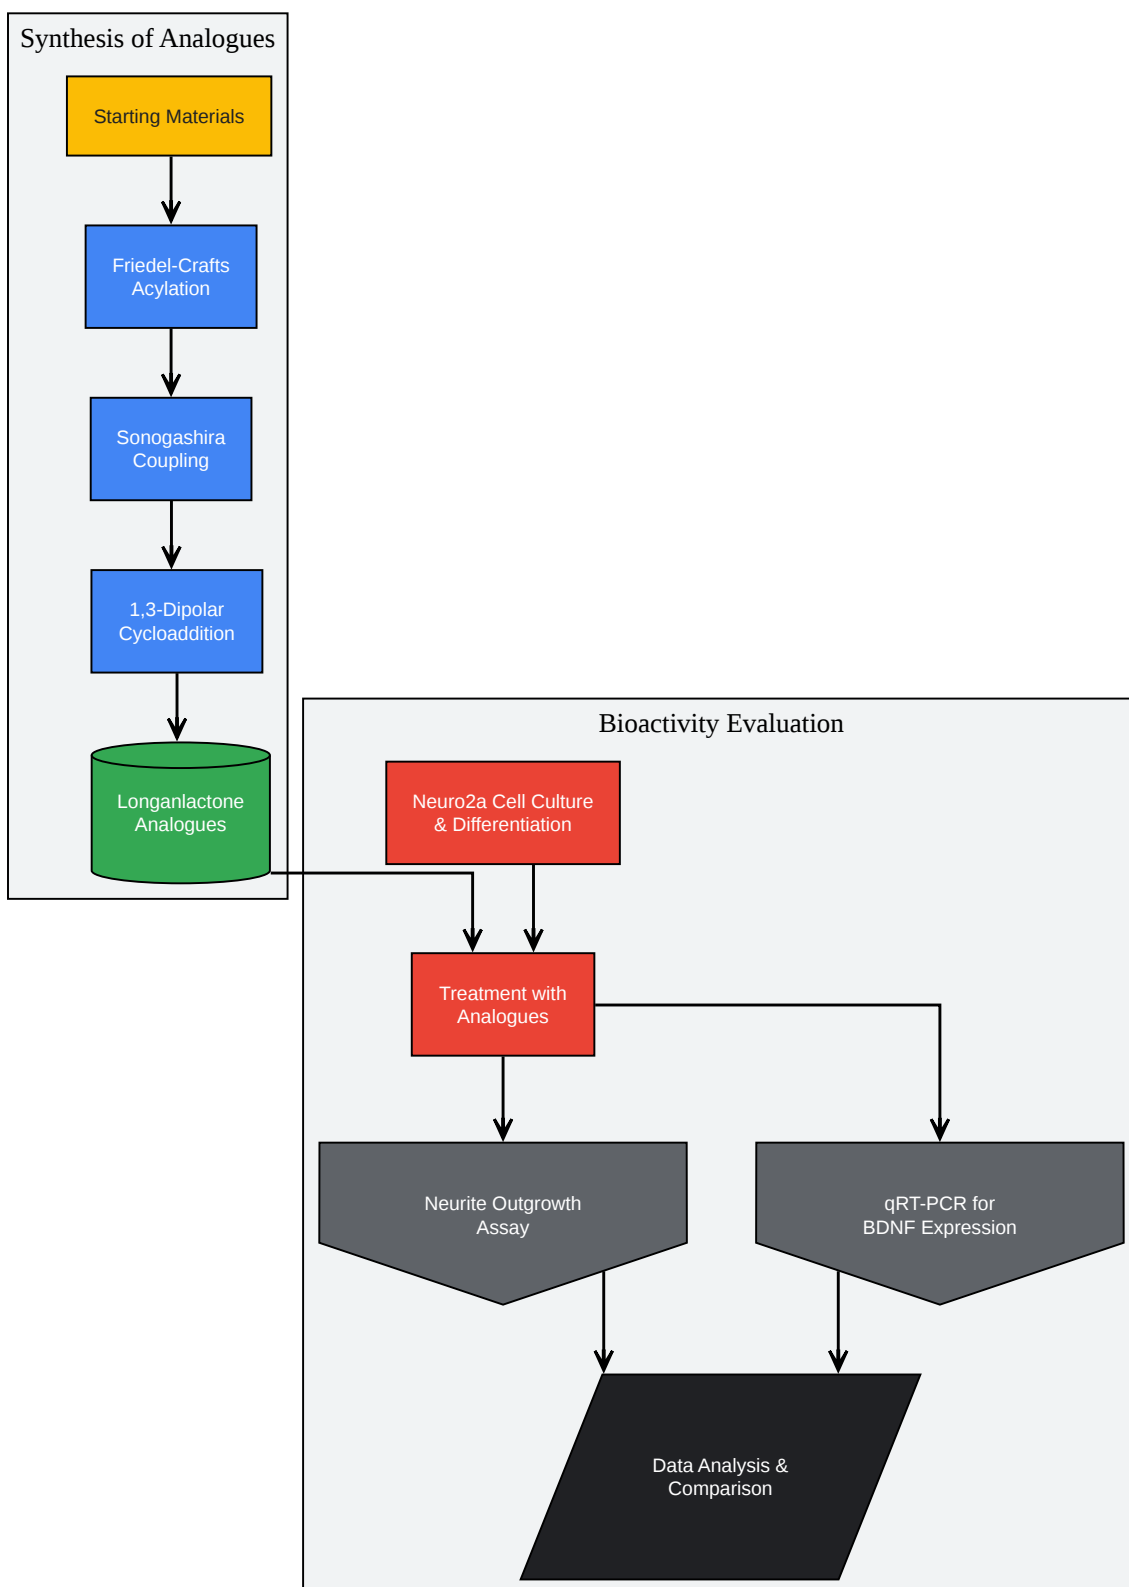 Synthesis of Analogues
Starting Materials
Friedel-Crafts
Acylation
Sonogashira
Coupling
1,3-Dipolar
Cycloaddition
Longanlactone
Analogues
Bioactivity Evaluation
Neuro2a Cell Culture
& Differentiation
Treatment with
Analogues
Neurite Outgrowth
Assay
qRT-PCR for
BDNF Expression
Data Analysis &
Comparison